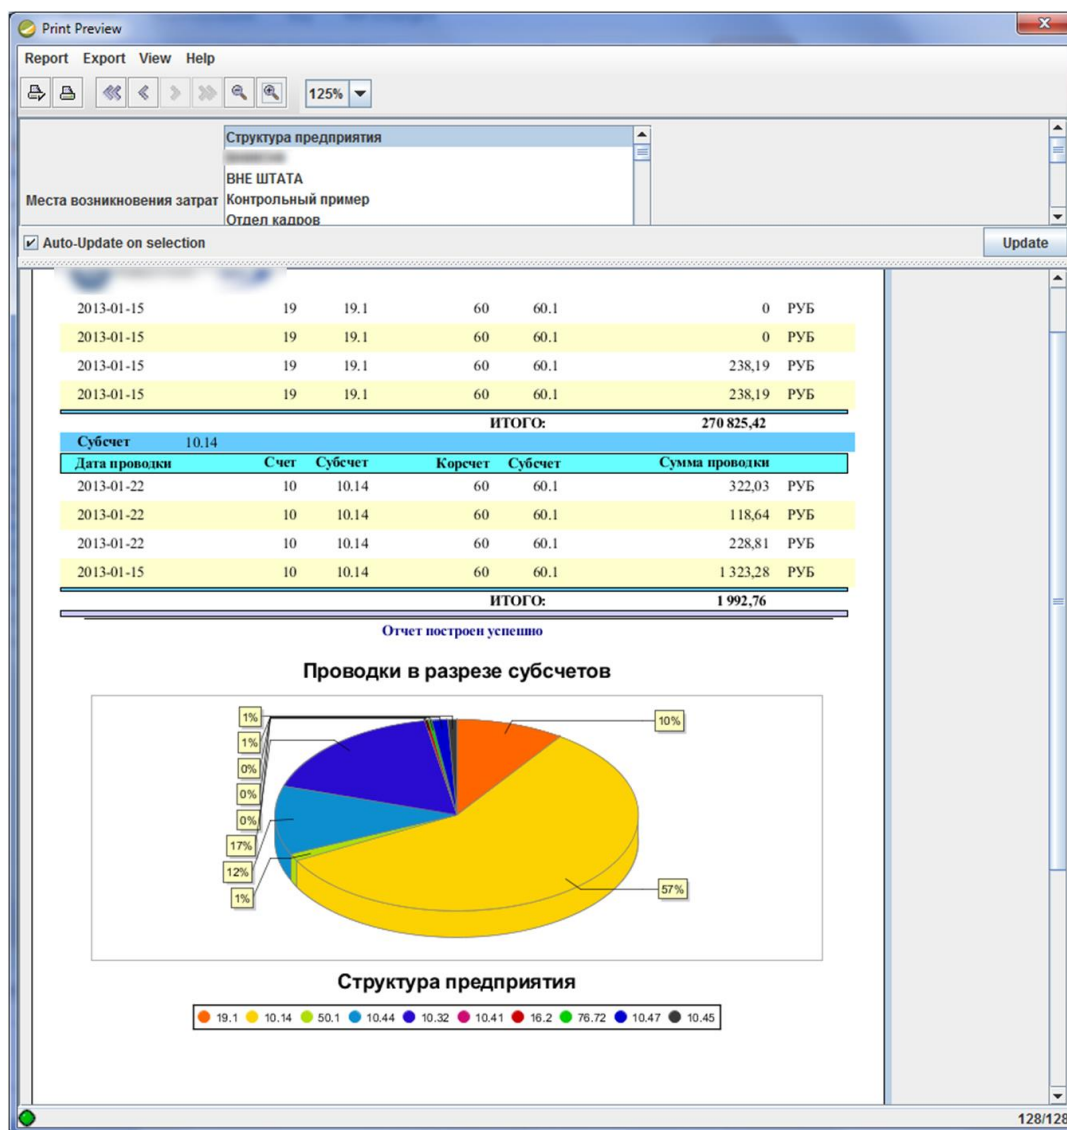 Print Preview
Report Export View Help
125%
Структура предприятия
ВНЕ ШТАТА
Места возникновения затрат Контрольный пример
Отдел кадров
Auto-Update on selection Update
2013-01-15 19 19.1 60 60.1 0 РУБ
2013-01-15 19 19.1 60 60.1 0 РУБ
2013-01-15 19 19.1 60 60.1 238,19 РУБ
2013-01-15 19 19.1 60 60.1 238,19 РУБ
ИТОГО: 270 825,42
Субсчет 10.14
Дата проводки Счет Субсчет Корсчет Субсчет Сумма проводки
2013-01-22 10 10.14 60 60.1 322,03 РУБ
2013-01-22 10 10.14 60 60.1 118,64 РУБ
2013-01-22 10 10.14 60 60.1 228,81 РУБ
2013-01-15 10 10.14 60 60.1 1 323,28 РУБ
ИТОГО: 1 992,76
Отчет построен успешно
Проводки в разрезе субсчетов
1% 10%
1%
0%
0%
0%
17%
12%
57%
1%
Структура предприятия
19.1 10.14 50.1 10.44 10.32 10.41 16.2 76.72 10.47 10.45
128/128